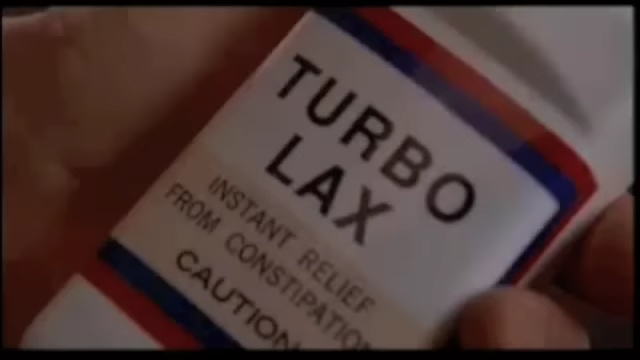 TURBO
LAX
INSTANT RELIEF
FROM CONSTIPATION
CAUTION